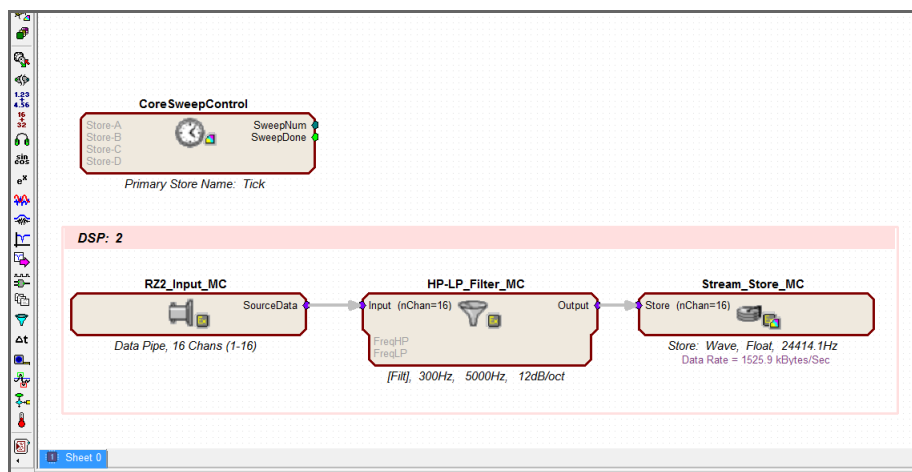 1.23
4.56
16
32
sin
cos
eˣ
Δt
CoreSweepControl
Store-A
Store-B
Store-C
Store-D
SweepNum
SweepDone
Primary Store Name: Tick
DSP: 2
RZ2_Input_MC
SourceData
Data Pipe, 16 Chans (1-16)
HP-LP_Filter_MC
Input (nChan=16)
Output
FreqHP
FreqLP
[Filt], 300Hz, 5000Hz, 12dB/oct
Stream_Store_MC
Store (nChan=16)
Store: Wave, Float, 24414.1Hz
Data Rate = 1525.9 kBytes/Sec
1 Sheet 0